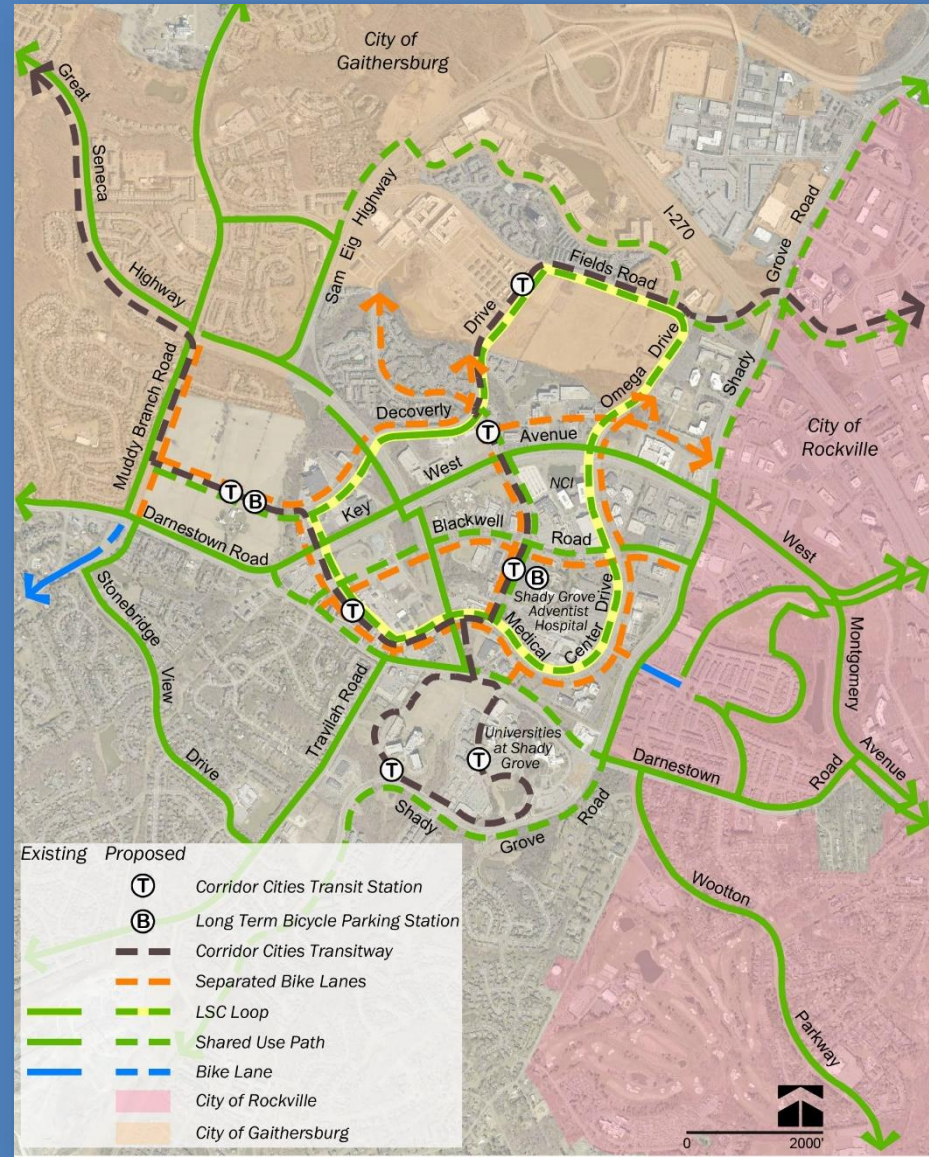 City of
Gaithersburg
Great
Seneca
Highway
Sam Eig Highway
I-270
Shady Grove Road
Fields Road
T
Drive
Omega Drive
Muddy Branch Road
Decoverly
T
Avenue
City of
Rockville
T
B
Key
West
NCI
Darnestown Road
Blackwell
Road
West
T
B
Shady Grove
Adventist
Hospital
Stonebridge
View
Drive
T
Medical
Center Drive
Montgomery
Avenue
Travilah Road
Universities
at Shady
Grove
T
T
Darnestown
Road
Shady
Grove
Road
Wootton
Parkway
Existing Proposed
T Corridor Cities Transit Station
B Long Term Bicycle Parking Station
Corridor Cities Transitway
Separated Bike Lanes
LSC Loop
Shared Use Path
Bike Lane
City of Rockville
City of Gaithersburg
0 2000'